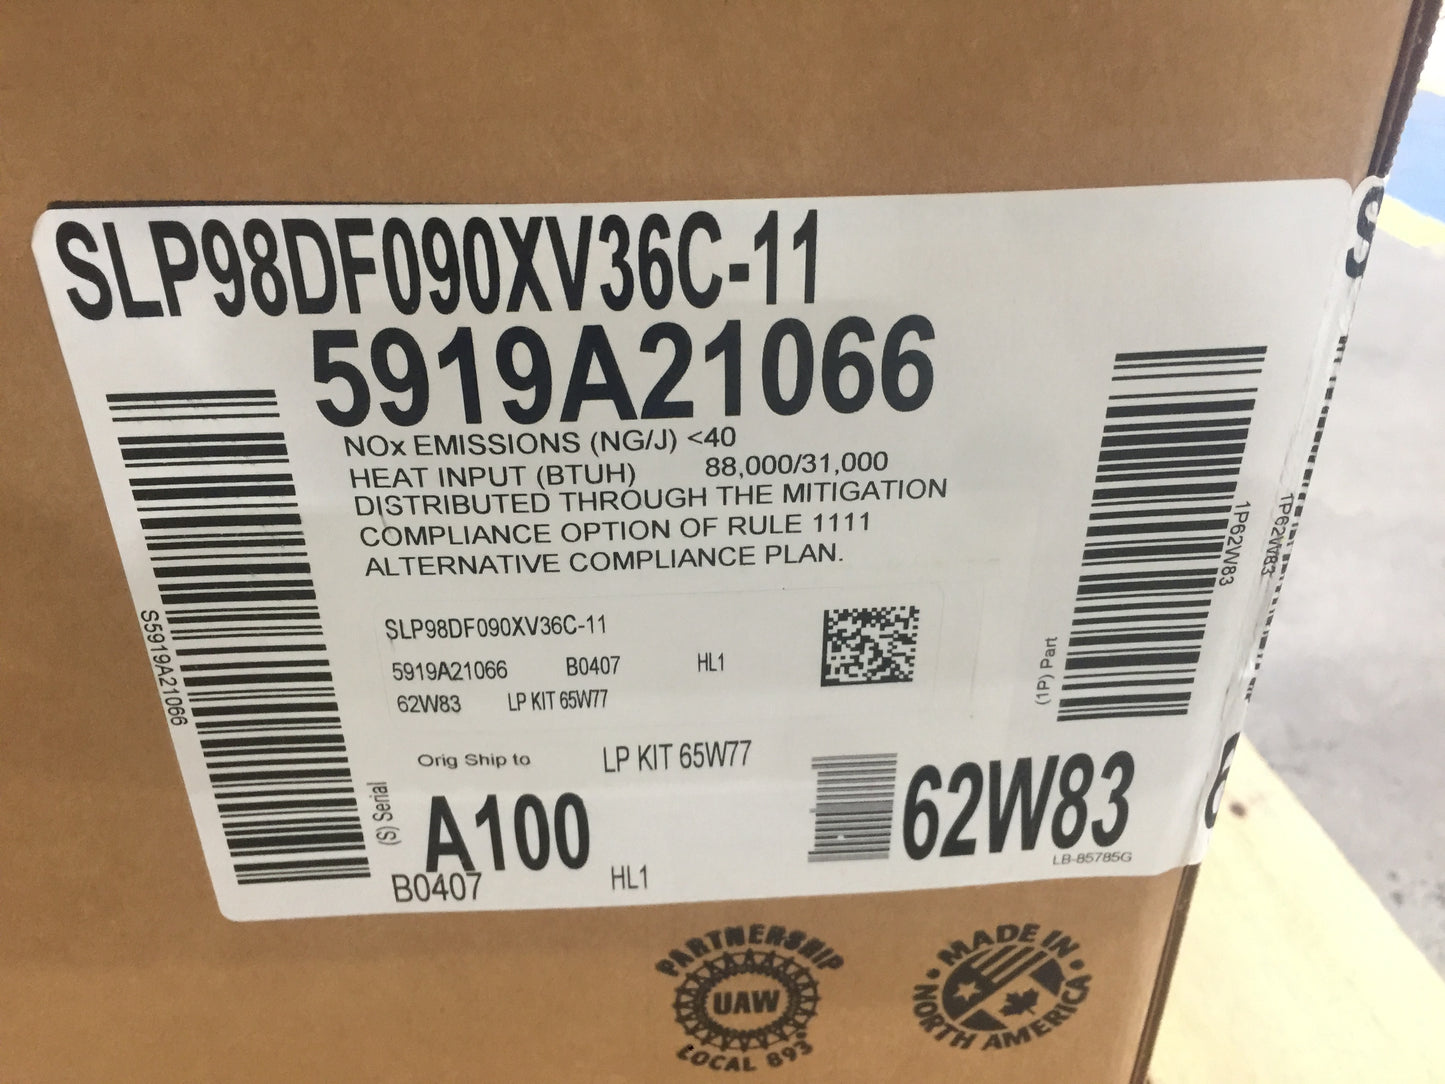 SLP98DF090XV36C-11
5919A21066
NOx EMISSIONS (NG/J) <40
HEAT INPUT (BTUH) 88,000/31,000
DISTRIBUTED THROUGH THE MITIGATION
COMPLIANCE OPTION OF RULE 1111
ALTERNATIVE COMPLIANCE PLAN.
S5919A21066
(S) Serial
SLP98DF090XV36C-11
5919A21066 B0407 HL1
62W83 LP KIT 65W77
Orig Ship to LP KIT 65W77
A100
B0407 HL1
1P62W83
(1P) Part
1P62W83
62W83
LB-85785G
PARTNERSHIP
UAW
LOCAL 893
MADE IN
NORTH AMERICA